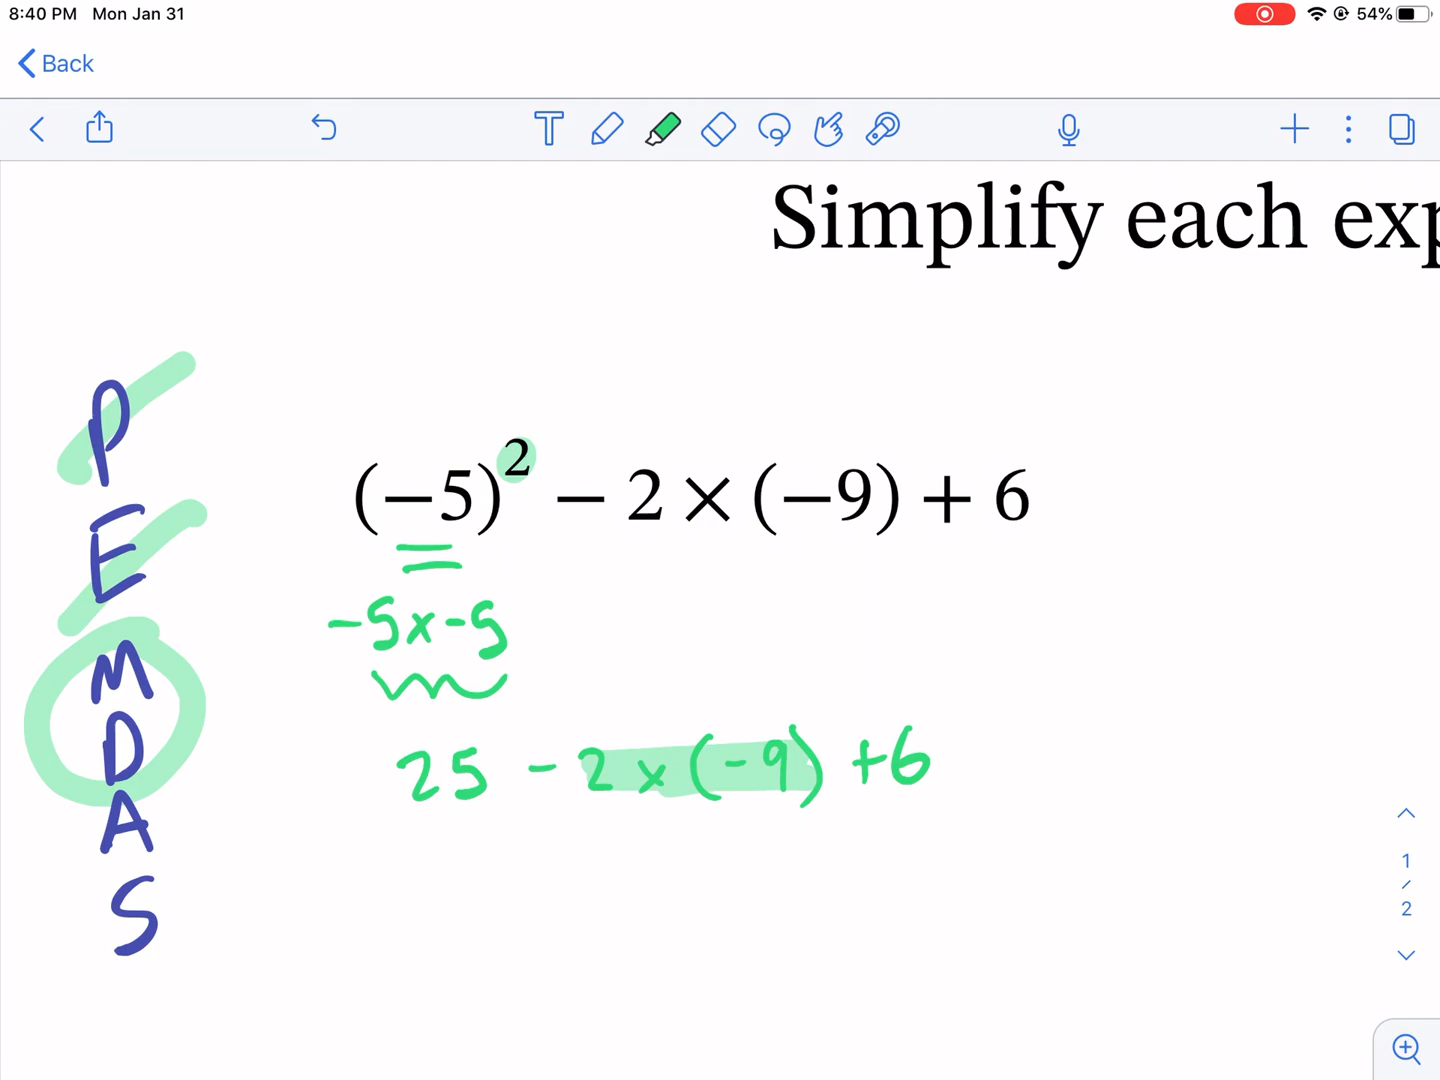 8:40 PM Mon Jan 31
54%
Back
T
Simplify each exp
P
E
M
D
A
S
(−5)² − 2 × (−9) + 6
-5x-5
25 - 2 x (-9) +6
1
/
2